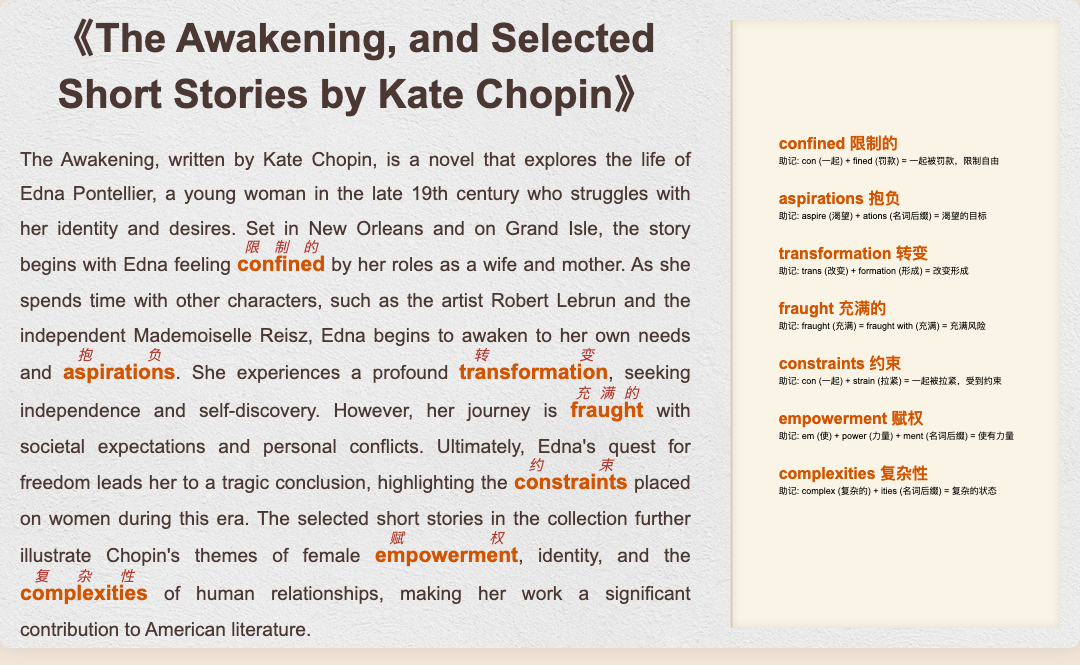 《The Awakening, and Selected
Short Stories by Kate Chopin》
The Awakening, written by Kate Chopin, is a novel that explores the life of
Edna Pontellier, a young woman in the late 19th century who struggles with
her identity and desires. Set in New Orleans and on Grand Isle, the story
限制的
begins with Edna feeling confined by her roles as a wife and mother. As she
spends time with other characters, such as the artist Robert Lebrun and the
independent Mademoiselle Reisz, Edna begins to awaken to her own needs
抱负 转变
and aspirations. She experiences a profound transformation, seeking
充满的
independence and self-discovery. However, her journey is fraught with
societal expectations and personal conflicts. Ultimately, Edna's quest for
约束
freedom leads her to a tragic conclusion, highlighting the constraints placed
on women during this era. The selected short stories in the collection further
赋权
illustrate Chopin's themes of female empowerment, identity, and the
复杂性
complexities of human relationships, making her work a significant
contribution to American literature.
confined 限制的
助记: con (一起) + fined (罚款) = 一起被罚款，限制自由
aspirations 抱负
助记: aspire (渴望) + ations (名词后缀) = 渴望的目标
transformation 转变
助记: trans (改变) + formation (形成) = 改变形成
fraught 充满的
助记: fraught (充满) = fraught with (充满) = 充满风险
constraints 约束
助记: con (一起) + strain (拉紧) = 一起被拉紧，受到约束
empowerment 赋权
助记: em (使) + power (力量) + ment (名词后缀) = 使有力量
complexities 复杂性
助记: complex (复杂的) + ities (名词后缀) = 复杂的状态